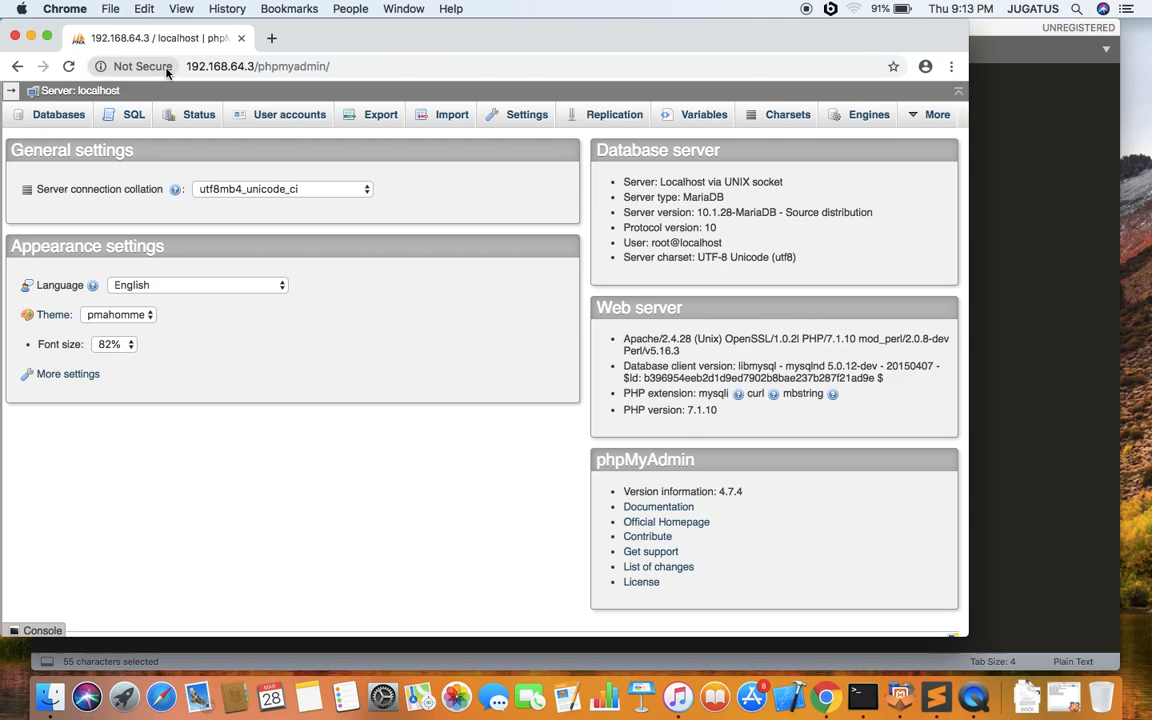 Chrome File Edit View History Bookmarks People Window Help 91% Thu 9:13 PM JUGATUS
192.168.64.3 / localhost | phpM
UNREGISTERED
Not Secure 192.168.64.3/phpmyadmin/
Server: localhost
Databases SQL Status User accounts Export Import Settings Replication Variables Charsets Engines More
General settings
Server connection collation : utf8mb4_unicode_ci
Appearance settings
Language English
Theme: pmahomme
Font size: 82%
More settings
Database server
Server: Localhost via UNIX socket
Server type: MariaDB
Server version: 10.1.28-MariaDB - Source distribution
Protocol version: 10
User: root@localhost
Server charset: UTF-8 Unicode (utf8)
Web server
Apache/2.4.28 (Unix) OpenSSL/1.0.2l PHP/7.1.10 mod_perl/2.0.8-dev
Perl/v5.16.3
Database client version: libmysql - mysqlnd 5.0.12-dev - 20150407 -
$Id: b396954eeb2d1d9ed7902b8bae237b287f21ad9e $
PHP extension: mysqli curl mbstring
PHP version: 7.1.10
phpMyAdmin
Version information: 4.7.4
Documentation
Official Homepage
Contribute
Get support
List of changes
License
Console
55 characters selected Tab Size: 4 Plain Text
MAR
28
8